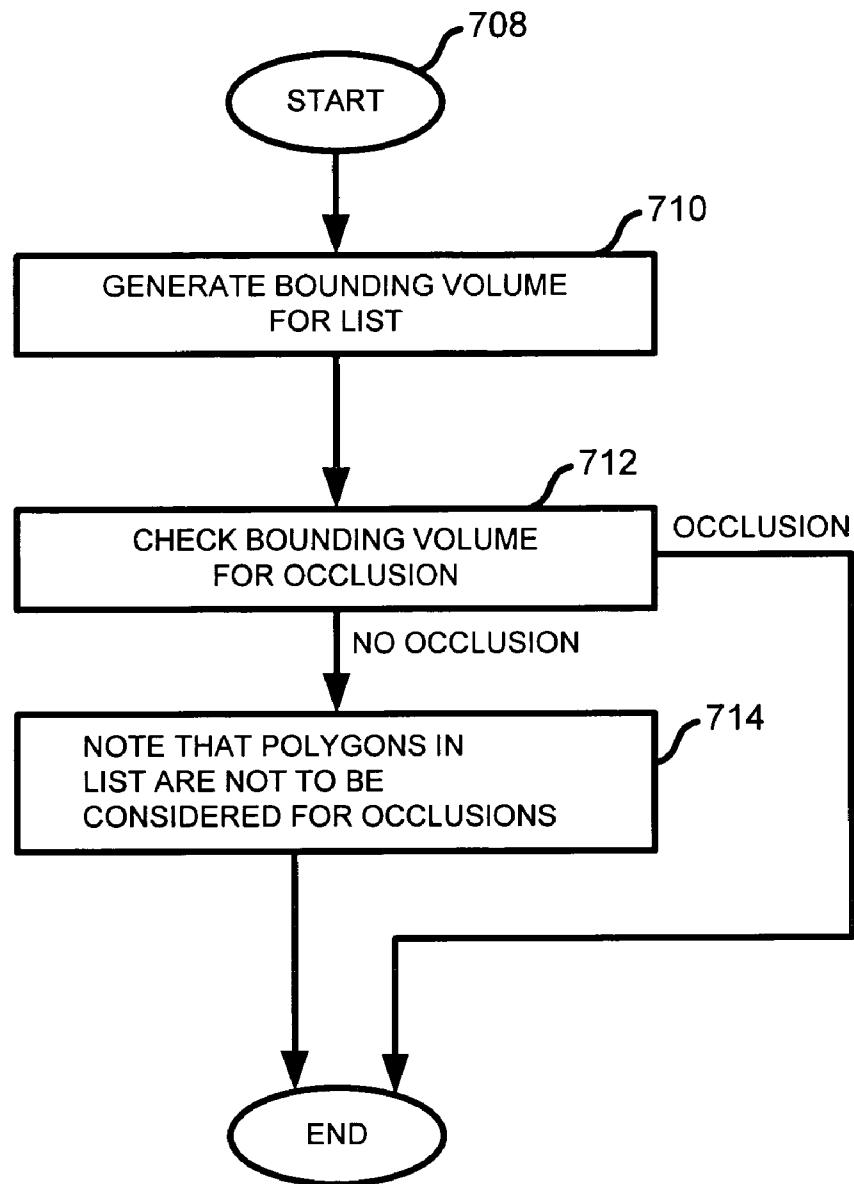 708
START
710
GENERATE BOUNDING VOLUME
FOR LIST
712
CHECK BOUNDING VOLUME
FOR OCCLUSION
OCCLUSION
NO OCCLUSION
714
NOTE THAT POLYGONS IN
LIST ARE NOT TO BE
CONSIDERED FOR OCCLUSIONS
END